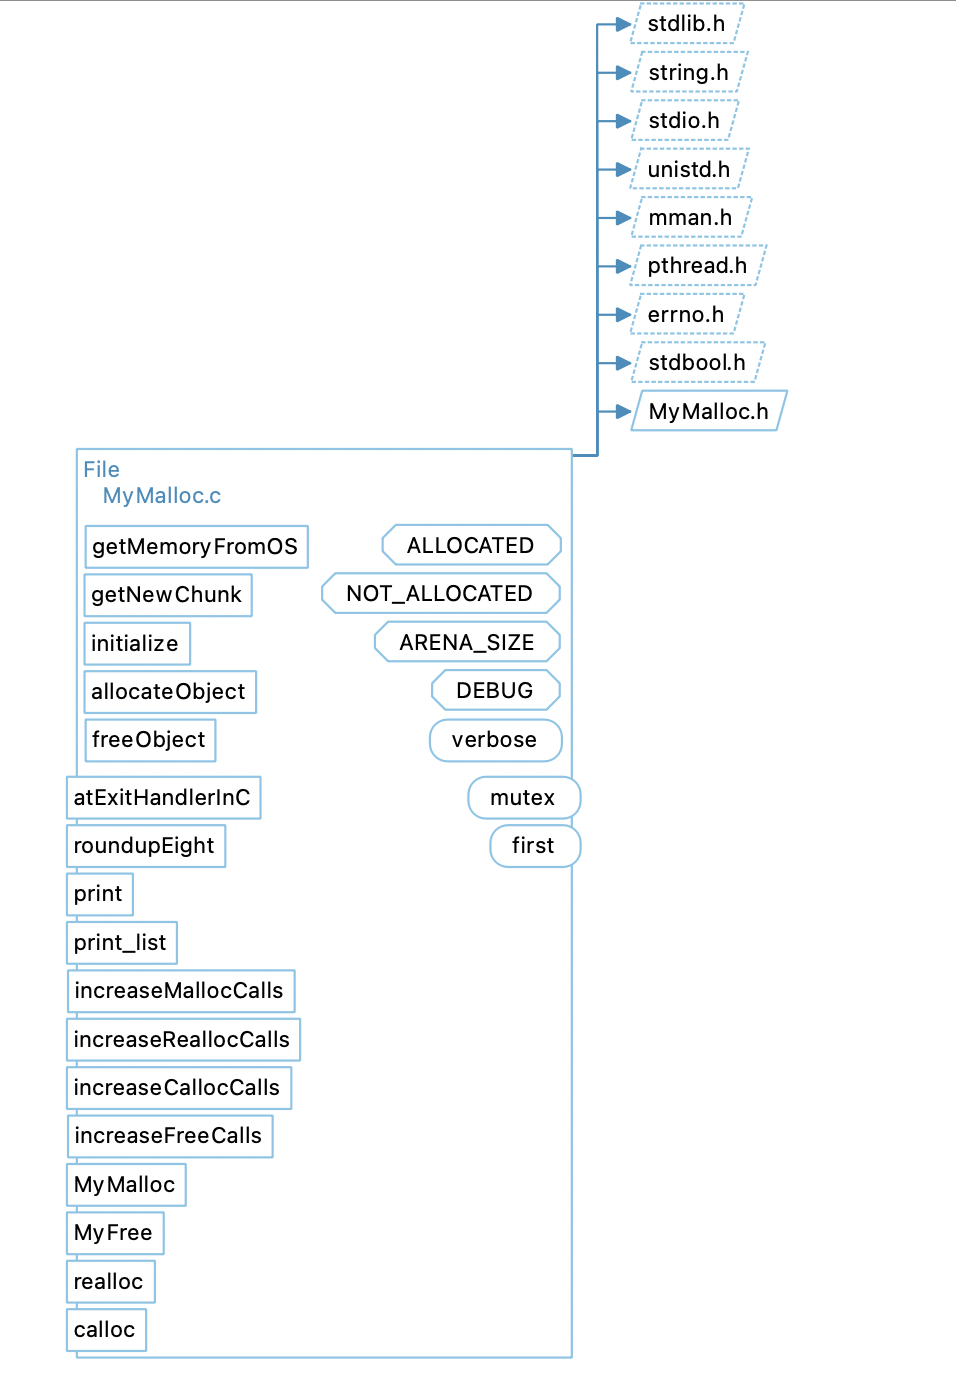 stdlib.h
string.h
stdio.h
unistd.h
mman.h
pthread.h
errno.h
stdbool.h
MyMalloc.h
File
MyMalloc.c
getMemoryFromOS ALLOCATED
getNewChunk NOT_ALLOCATED
initialize ARENA_SIZE
allocateObject DEBUG
freeObject verbose
atExitHandlerInC mutex
roundupEight first
print
print_list
increaseMallocCalls
increaseReallocCalls
increaseCallocCalls
increaseFreeCalls
MyMalloc
MyFree
realloc
calloc